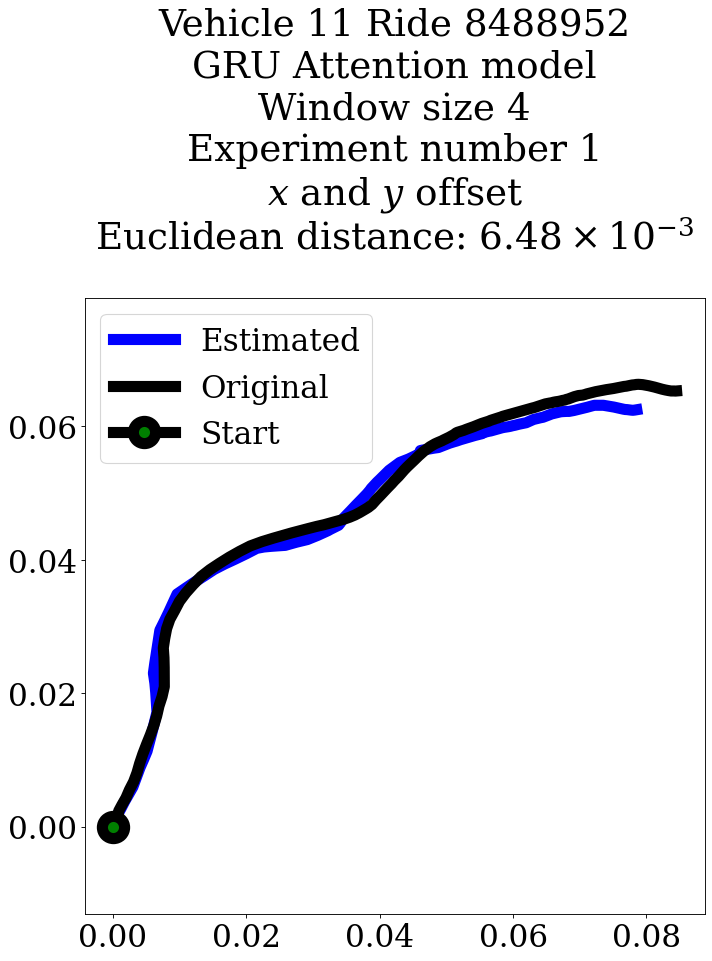 Vehicle 11 Ride 8488952
GRU Attention model
Window size 4
Experiment number 1
x and y offset
Euclidean distance: 6.48 × 10⁻³
Estimated
Original
Start
0.06
0.04
0.02
0.00
0.00 0.02 0.04 0.06 0.08